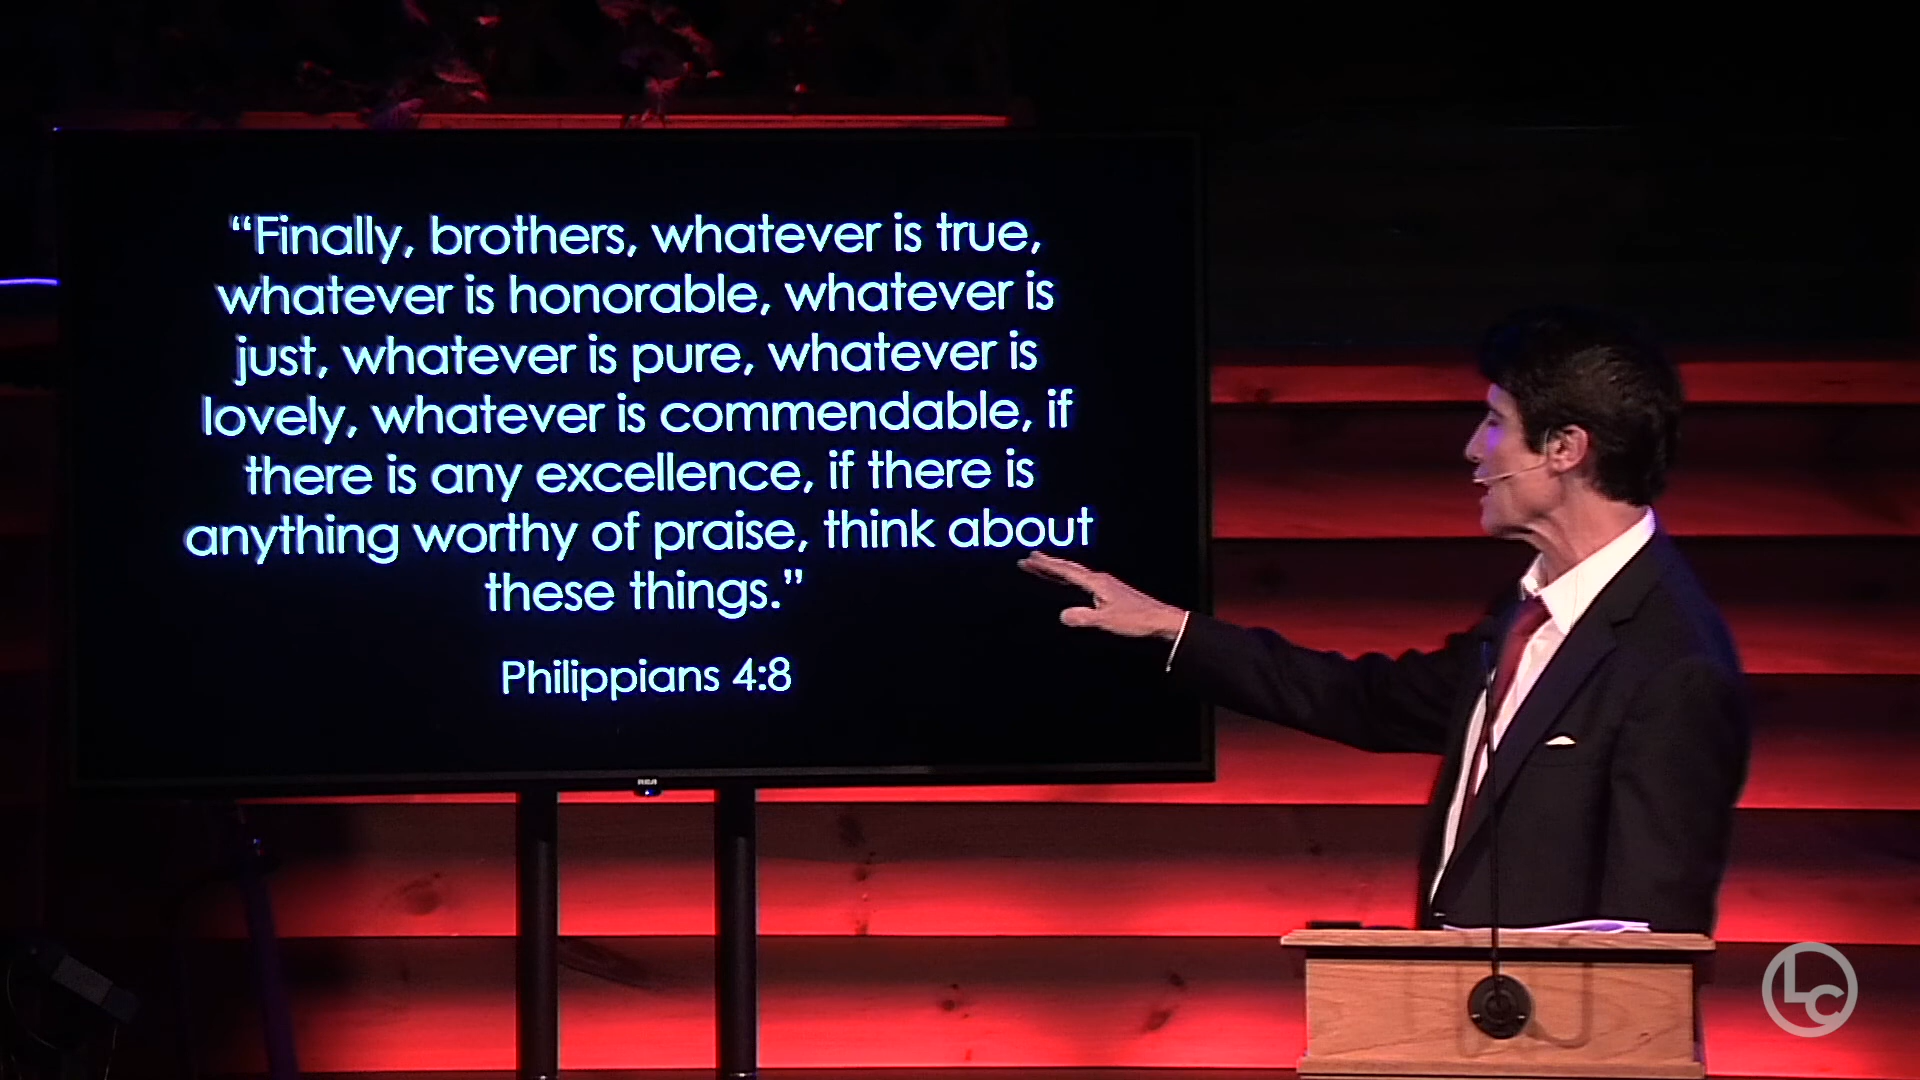 “Finally, brothers, whatever is true,
whatever is honorable, whatever is
just, whatever is pure, whatever is
lovely, whatever is commendable, if
there is any excellence, if there is
anything worthy of praise, think about
these things.”
Philippians 4:8
RCA
LC